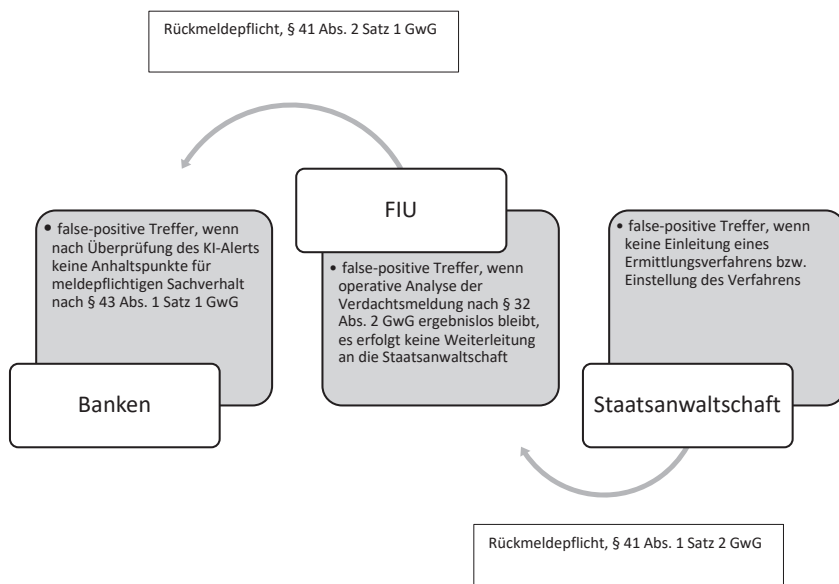 Rückmeldepflicht, § 41 Abs. 2 Satz 1 GwG
• false-positive Treffer, wenn
nach Überprüfung des KI-Alerts
keine Anhaltspunkte für
meldepflichtigen Sachverhalt
nach § 43 Abs. 1 Satz 1 GwG
Banken
FIU
• false-positive Treffer, wenn
operative Analyse der
Verdachtsmeldung nach § 32
Abs. 2 GwG ergebnislos bleibt,
es erfolgt keine Weiterleitung
an die Staatsanwaltschaft
• false-positive Treffer, wenn
keine Einleitung eines
Ermittlungsverfahrens bzw.
Einstellung des Verfahrens
Staatsanwaltschaft
Rückmeldepflicht, § 41 Abs. 1 Satz 2 GwG